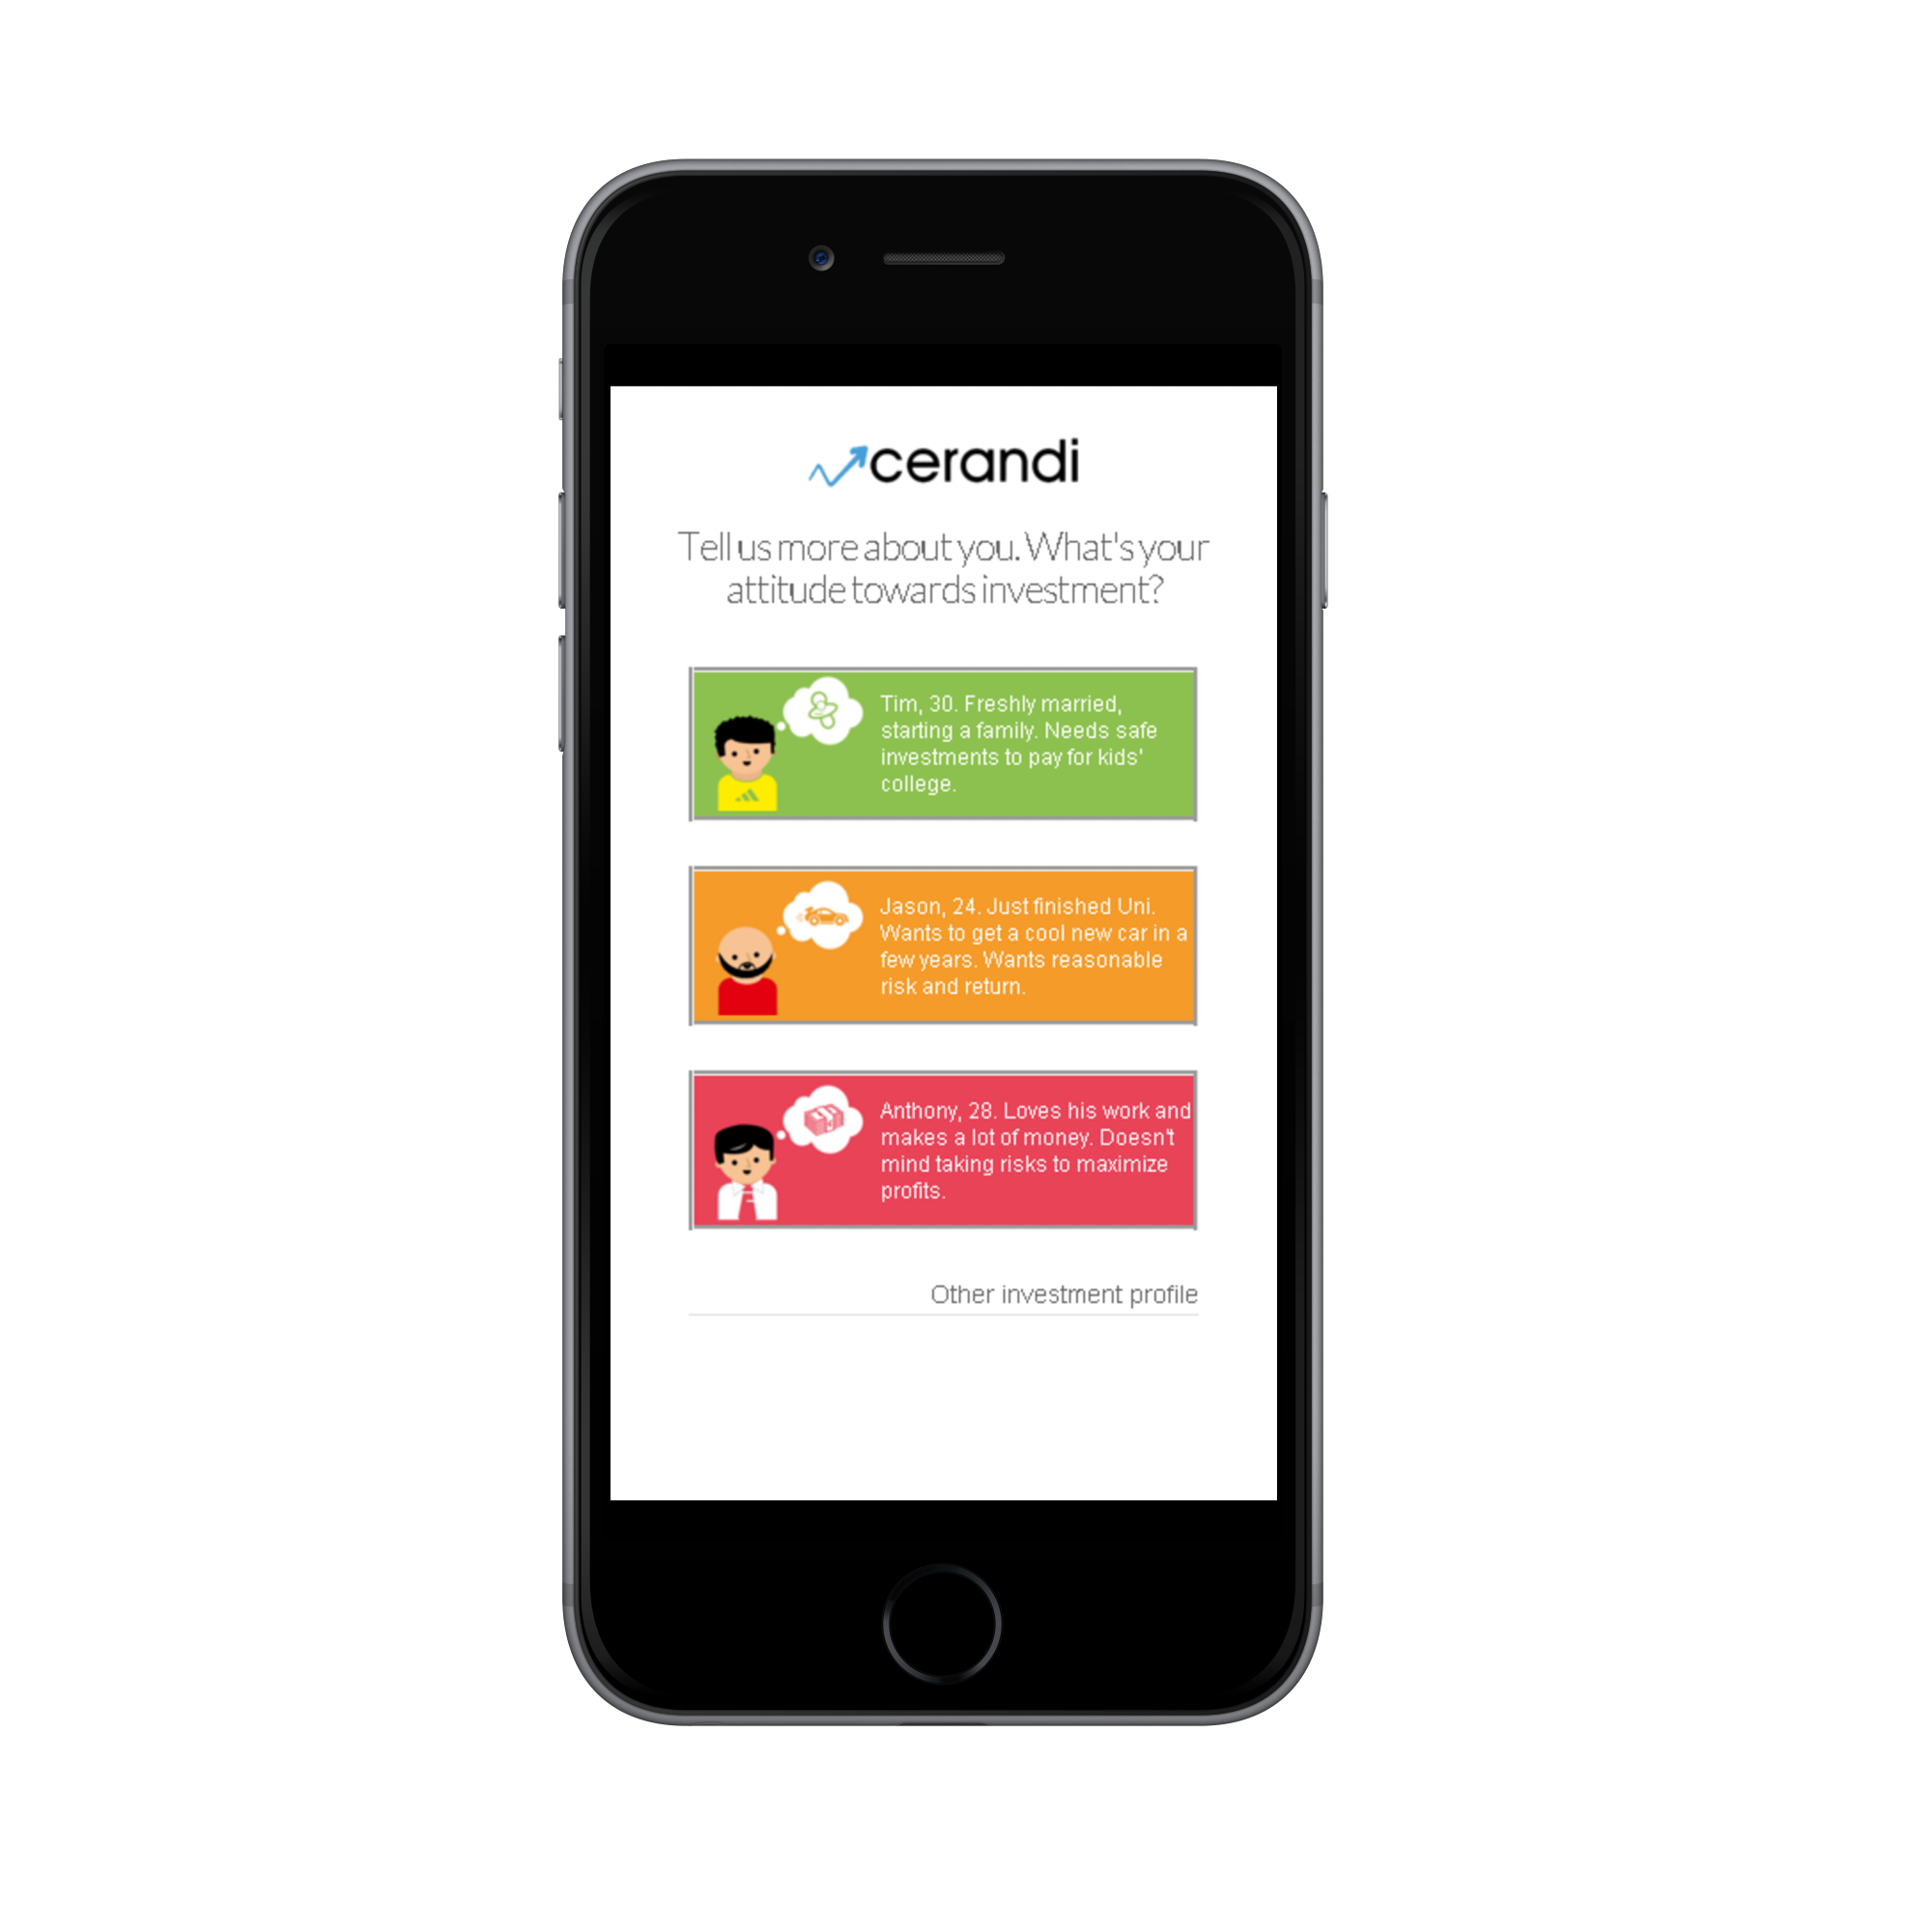 cerandi
Tell us more about you. What's your
attitude towards investment?
Tim, 30. Freshly married,
starting a family. Needs safe
investments to pay for kids'
college.
Jason, 24. Just finished Uni.
Wants to get a cool new car in a
few years. Wants reasonable
risk and return.
Anthony, 28. Loves his work and
makes a lot of money. Doesn't
mind taking risks to maximize
profits.
Other investment profile